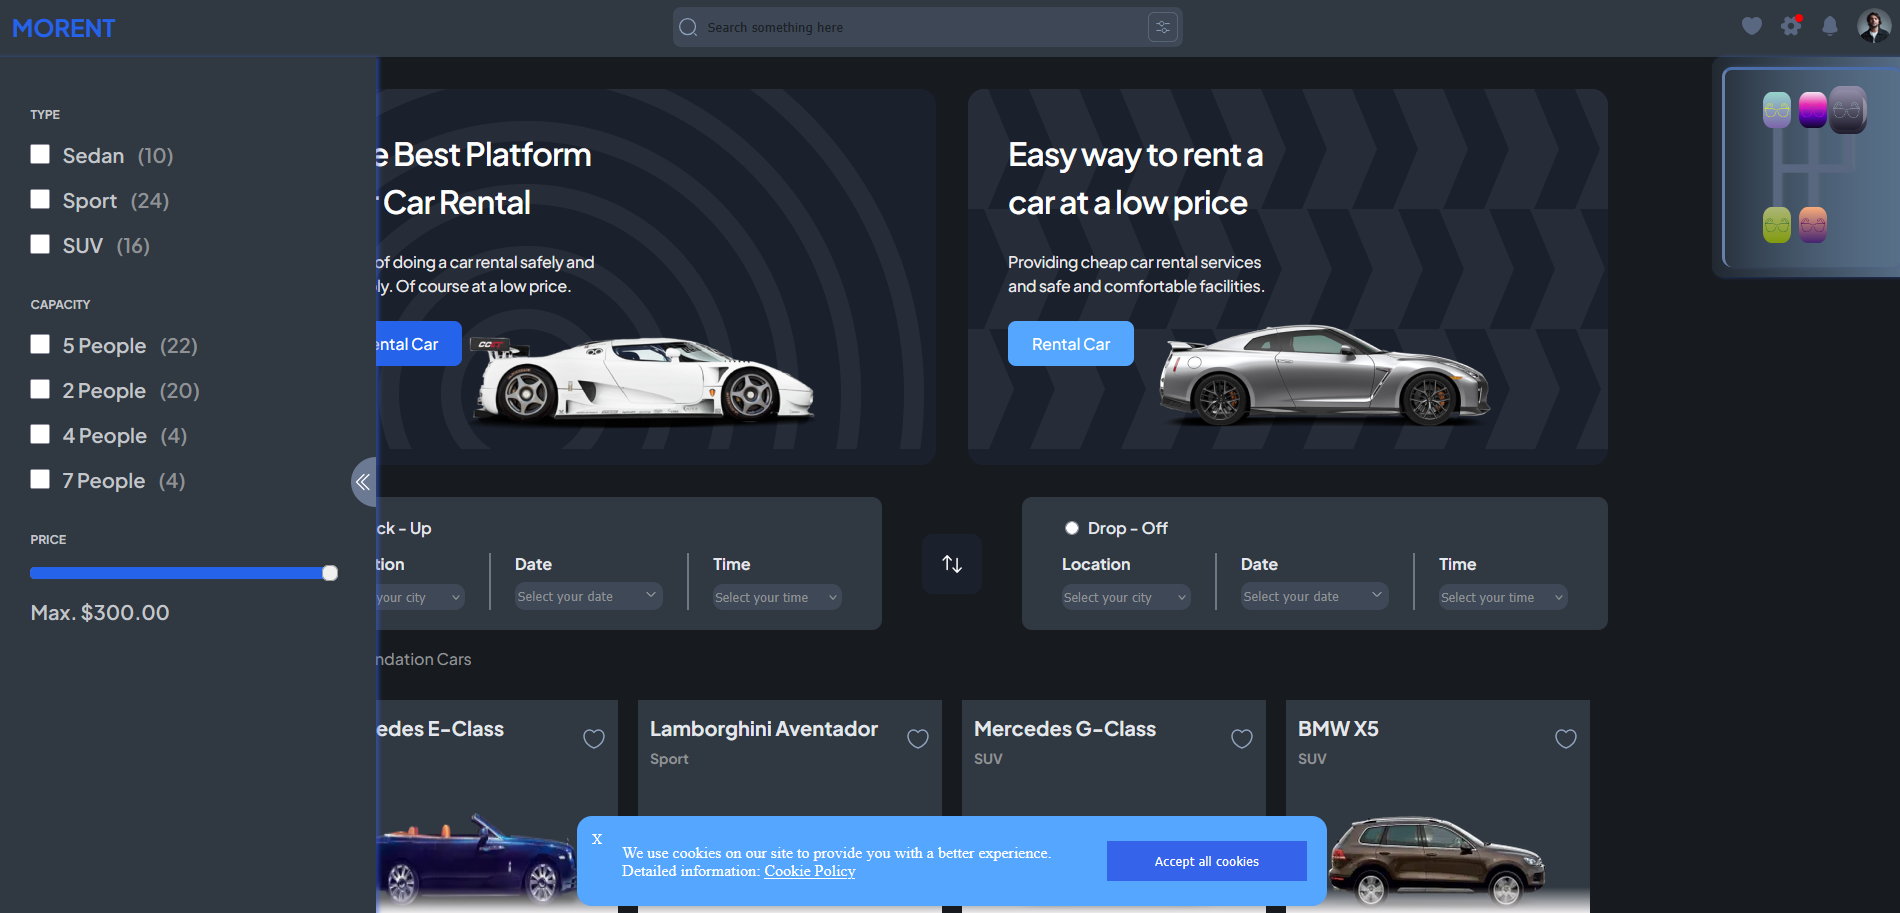 MORENT
Search something here
TYPE
Sedan (10)
Sport (24)
SUV (16)
CAPACITY
5 People (22)
2 People (20)
4 People (4)
7 People (4)
PRICE
Max. $300.00
e Best Platform
Car Rental
of doing a car rental safely and
ly. Of course at a low price.
ental Car
Easy way to rent a
car at a low price
Providing cheap car rental services
and safe and comfortable facilities.
Rental Car
ck - Up
tion
Date
Time
your city
Select your date
Select your time
Drop - Off
Location
Date
Time
Select your city
Select your date
Select your time
ndation Cars
edes E-Class
Lamborghini Aventador
Sport
Mercedes G-Class
SUV
BMW X5
SUV
X
We use cookies on our site to provide you with a better experience.
Detailed information: Cookie Policy
Accept all cookies